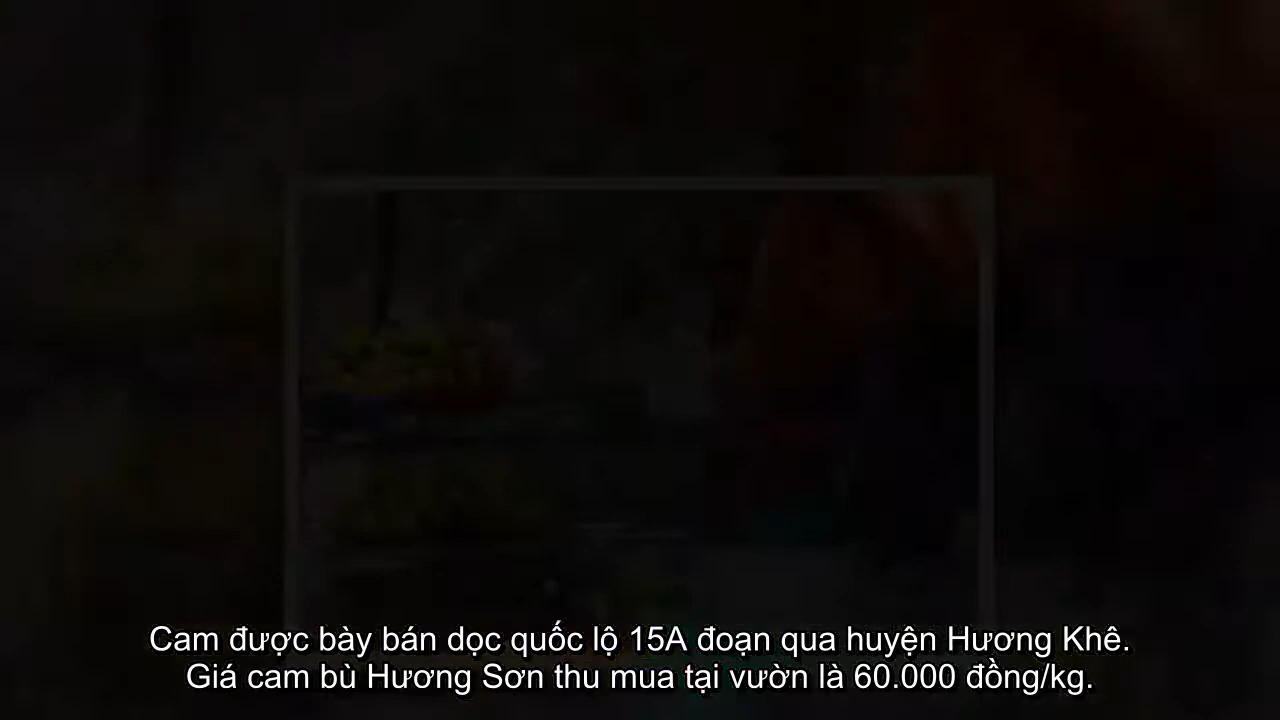 Cam được bày bán dọc quốc lộ 15A đoạn qua huyện Hương Khê.
Giá cam bù Hương Sơn thu mua tại vườn là 60.000 đồng/kg.